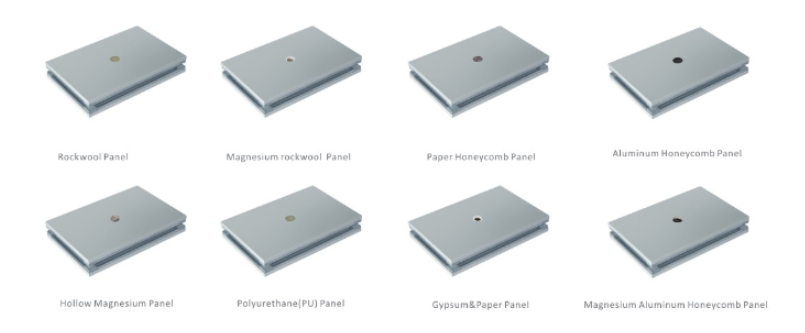 Rockwool Panel
Magnesium rockwool Panel
Paper Honeycomb Panel
Aluminum Honeycomb Panel
Hollow Magnesium Panel
Polyurethane(PU) Panel
Gypsum&Paper Panel
Magnesium Aluminum Honeycomb Panel